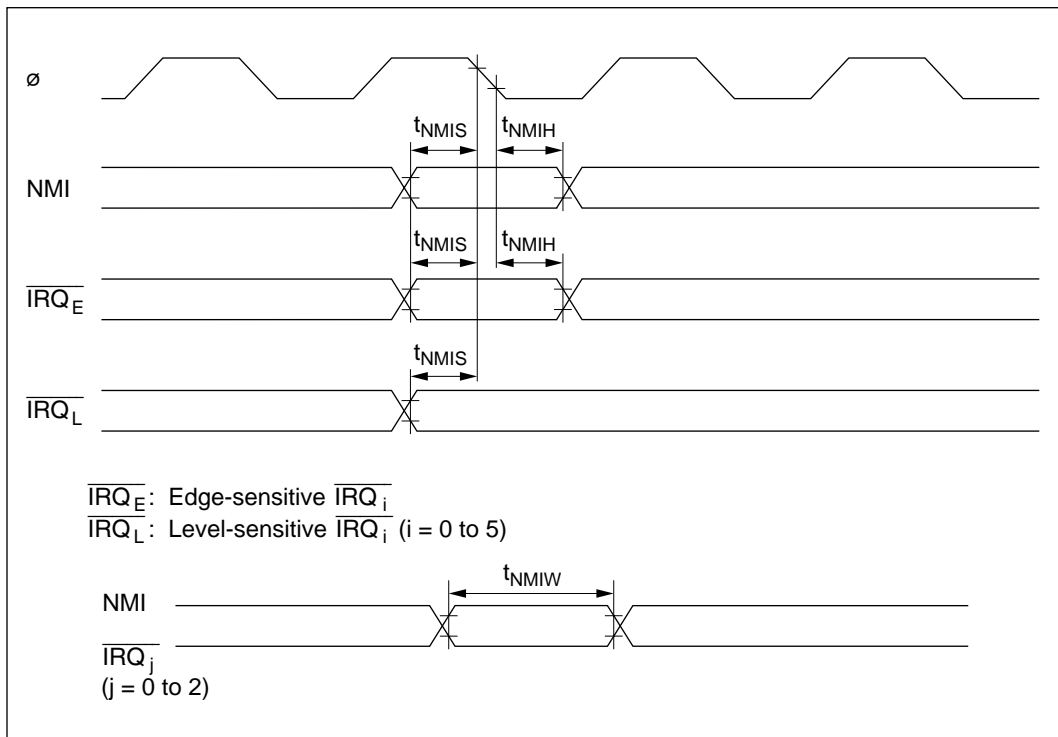 ø
tNMIS tNMIH
NMI
tNMIS tNMIH
IRQE
tNMIS
IRQL
IRQE: Edge-sensitive IRQi
IRQL: Level-sensitive IRQi (i = 0 to 5)
tNMIW
NMI
IRQj
(j = 0 to 2)